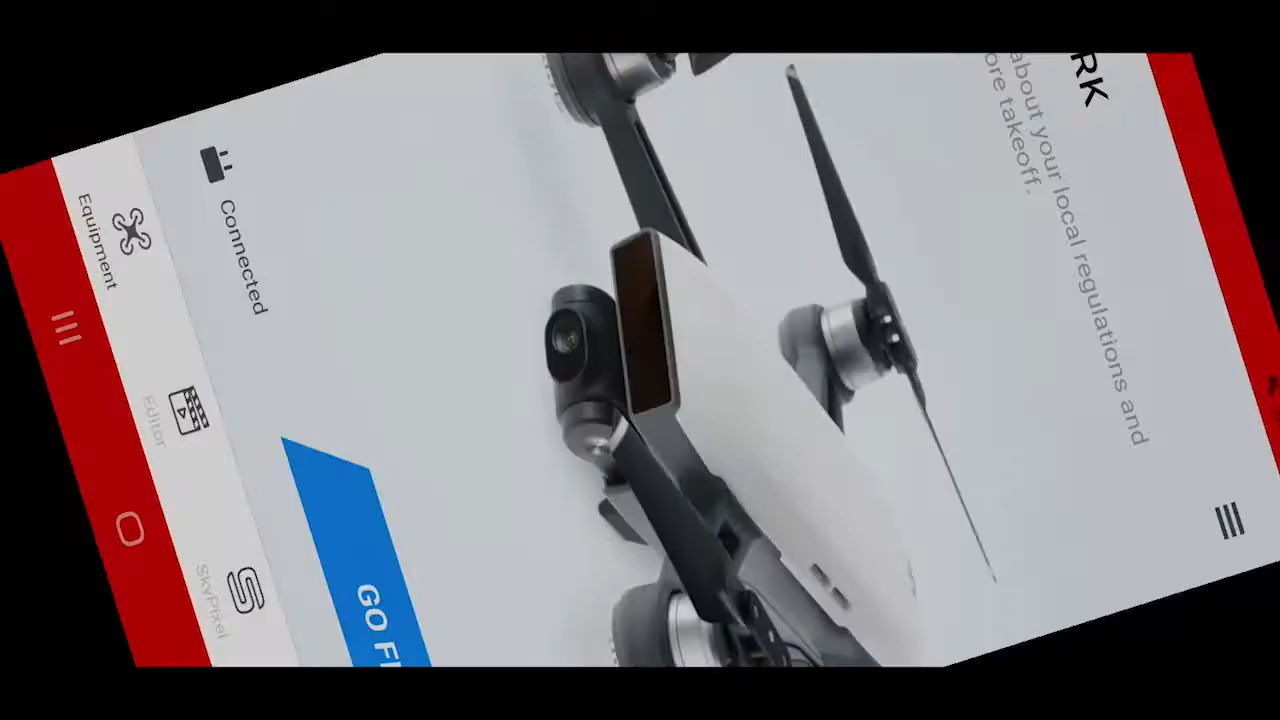 RK
about your local regulations and
ore takeoff.
Connected
GO F
Equipment
Editor
SkyPixel